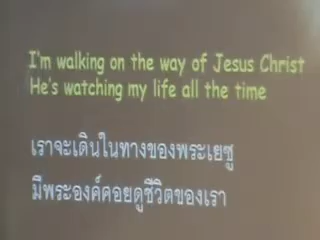 I'm walking on the way of Jesus Christ
He's watching my life all the time
เราจะเดินในทางของพระเยซู
มีพระองค์คอยดูชีวิตของเรา